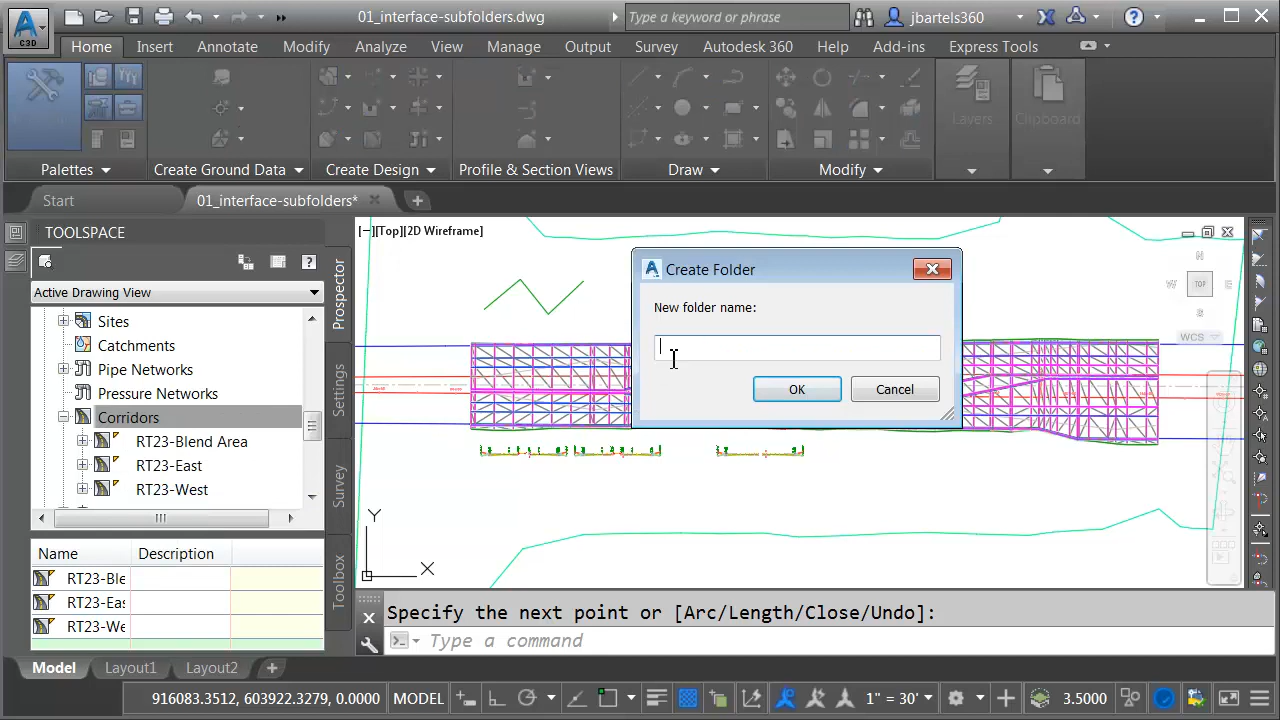 01_interface-subfolders.dwg
Type a keyword or phrase
jbartels360
C3D
Home Insert Annotate Modify Analyze View Manage Output Survey Autodesk 360 Help Add-ins Express Tools
Layers
Clipboard
Palettes Create Ground Data Create Design Profile & Section Views Draw Modify
Start 01_interface-subfolders*
TOOLSPACE
Active Drawing View
Sites
Catchments
Pipe Networks
Pressure Networks
Corridors
RT23-Blend Area
RT23-East
RT23-West
Name Description
RT23-Ble
RT23-Eas
RT23-We
Prospector
Settings
Survey
Toolbox
[−][Top][2D Wireframe]
N
W TOP E
S
WCS
Create Folder
New folder name:
OK Cancel
Y
X
Specify the next point or [Arc/Length/Close/Undo]:
Type a command
Model Layout1 Layout2
916083.3512, 603922.3279, 0.0000 MODEL 1" = 30' 3.5000